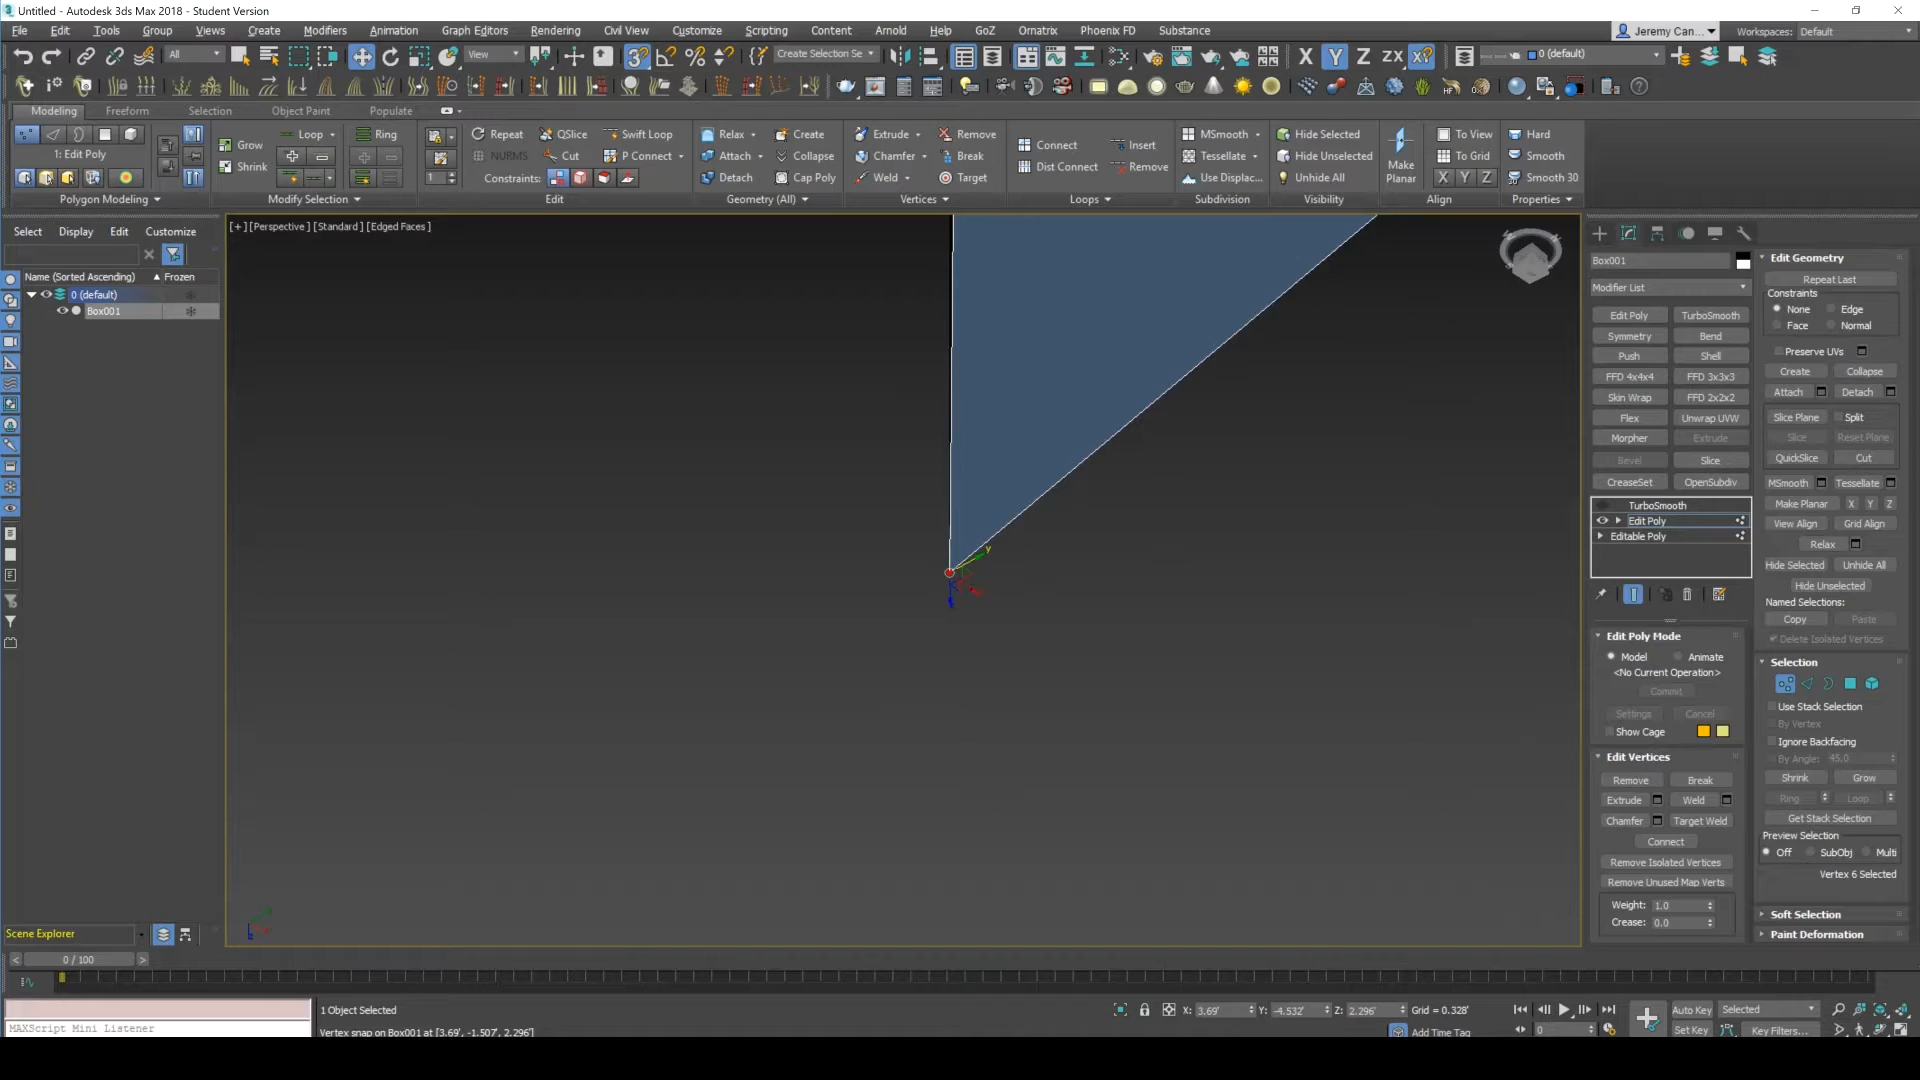 Untitled - Autodesk 3ds Max 2018 - Student Version
File Edit Tools Group Views Create Modifiers Animation Graph Editors Rendering Civil View Customize Scripting Content Arnold Help GoZ Ornatrix Phoenix FD Substance
Jeremy Can... Workspaces: Default
All View Create Selection Se X Y Z ZX 0 (default)
Modeling Freeform Selection Object Paint Populate
Loop Ring Repeat QSlice Swift Loop Relax Create Extrude Remove MSmooth Hide Selected To View Hard
1: Edit Poly Grow NURMS Cut P Connect Attach Collapse Chamfer Break Connect Insert Tessellate Hide Unselected Make Planar To Grid Smooth
Shrink 1 Constraints: Detach Cap Poly Weld Target Dist Connect Remove Use Displac... Unhide All X Y Z Smooth 30
Polygon Modeling Modify Selection Edit Geometry (All) Vertices Loops Subdivision Visibility Align Properties
Select Display Edit Customize
Name (Sorted Ascending) Frozen
0 (default)
Box001
[+] [Perspective] [Standard] [Edged Faces]
y
Box001
Modifier List
Edit Poly TurboSmooth
Symmetry Bend
Push Shell
FFD 4x4x4 FFD 3x3x3
Skin Wrap FFD 2x2x2
Flex Unwrap UVW
Morpher Extrude
Bevel Slice
CreaseSet OpenSubdiv
TurboSmooth
Edit Poly
Editable Poly
Edit Poly Mode
Model Animate
<No Current Operation>
Commit
Settings Cancel
Show Cage
Edit Vertices
Remove Break
Extrude Weld
Chamfer Target Weld
Connect
Remove Isolated Vertices
Remove Unused Map Verts
Weight: 1.0
Crease: 0.0
Edit Geometry
Repeat Last
Constraints
None Edge
Face Normal
Preserve UVs
Create Collapse
Attach Detach
Slice Plane Split
Slice Reset Plane
QuickSlice Cut
MSmooth Tessellate
Make Planar X Y Z
View Align Grid Align
Relax
Hide Selected Unhide All
Hide Unselected
Named Selections:
Copy Paste
Delete Isolated Vertices
Selection
Use Stack Selection
By Vertex
Ignore Backfacing
By Angle: 45.0
Shrink Grow
Ring Loop
Get Stack Selection
Preview Selection
Off SubObj Multi
Vertex 6 Selected
Soft Selection
Paint Deformation
Scene Explorer
< 0 / 100 >
MAXScript Mini Listener
1 Object Selected
Vertex snap on Box001 at [3.69', -1.507', 2.296']
X: 3.69' Y: -4.532' Z: 2.296' Grid = 0.328'
Add Time Tag
0
Auto Key Selected
Set Key Key Filters...